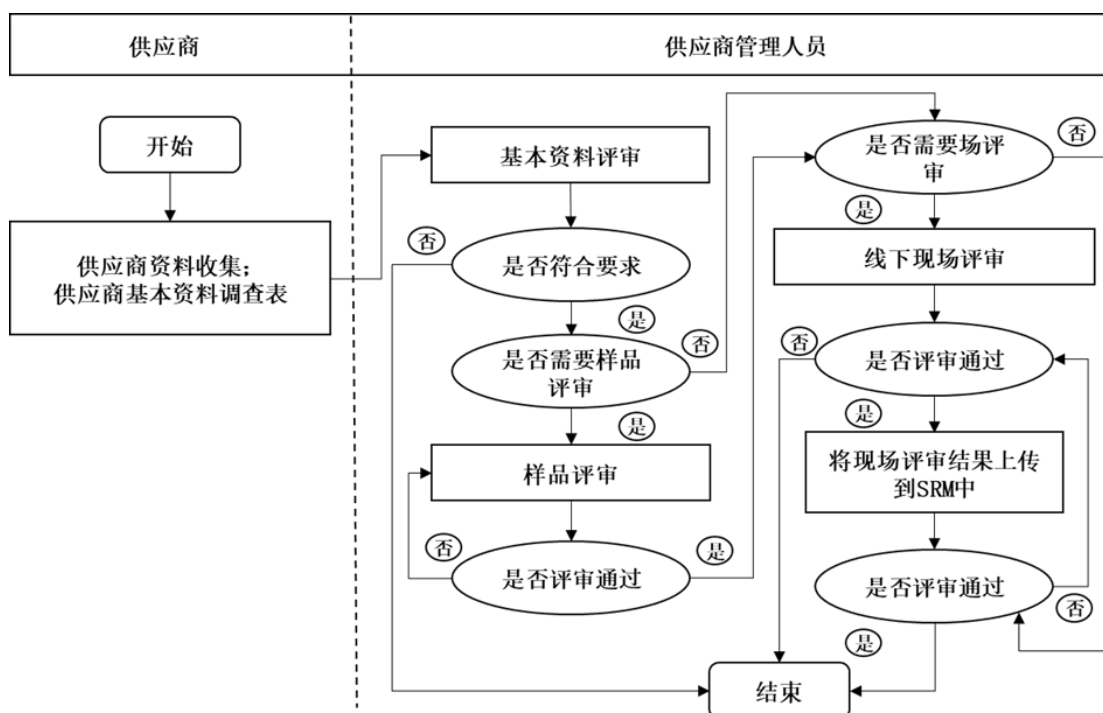 供应商
供应商管理人员
开始
供应商资料收集;
供应商基本资料调查表
基本资料评审
否
是否符合要求
是
是否需要样品
评审
否
是
样品评审
否
是否评审通过
是
是否需要场评
审
否
是
线下现场评审
否
是否评审通过
是
将现场评审结果上传
到SRM中
是否评审通过
否
是
结束